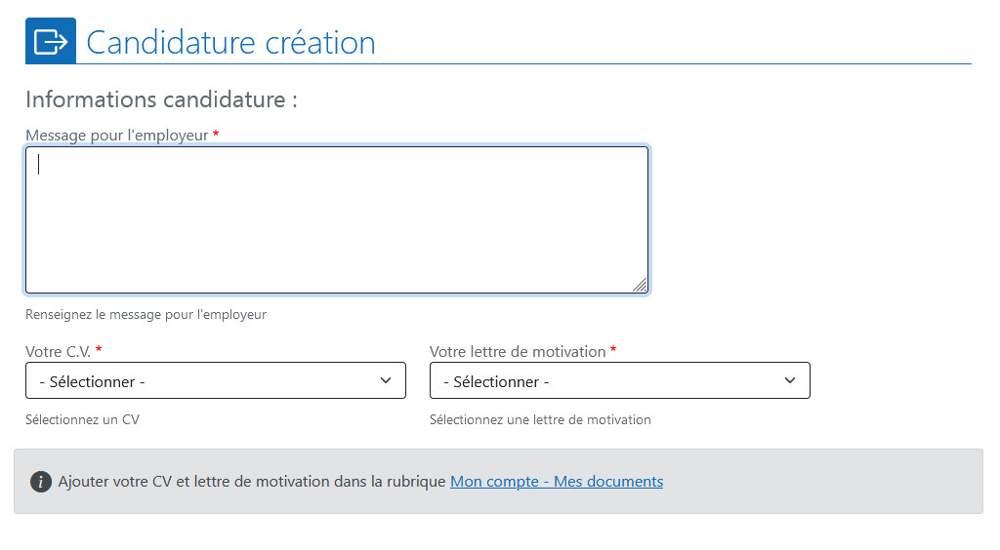 Candidature création
Informations candidature :
Message pour l'employeur *
Renseignez le message pour l'employeur
Votre C.V. * Votre lettre de motivation *
- Sélectionner - - Sélectionner -
Sélectionnez un CV Sélectionnez une lettre de motivation
i Ajouter votre CV et lettre de motivation dans la rubrique Mon compte - Mes documents